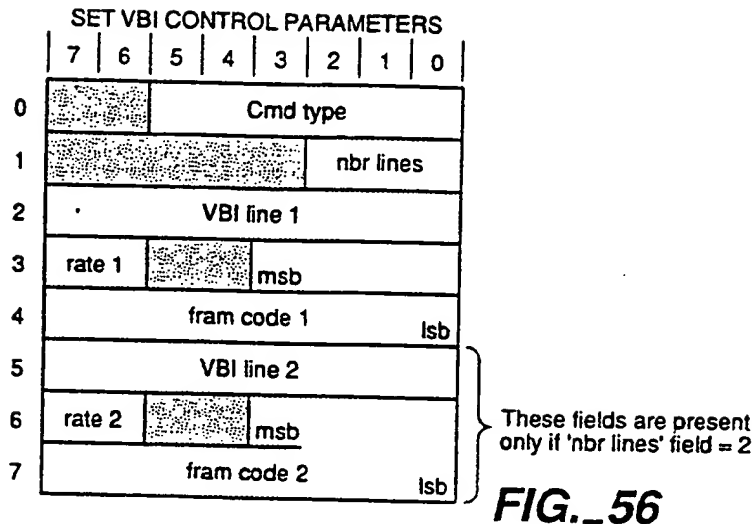 SET VBI CONTROL PARAMETERS
7 6 5 4 3 2 1 0
0 Cmd type
1 nbr lines
2 VBI line 1
3 rate 1 msb
4 fram code 1 lsb
5 VBI line 2
6 rate 2 msb
7 fram code 2 lsb
These fields are present
only if 'nbr lines' field = 2
FIG._56